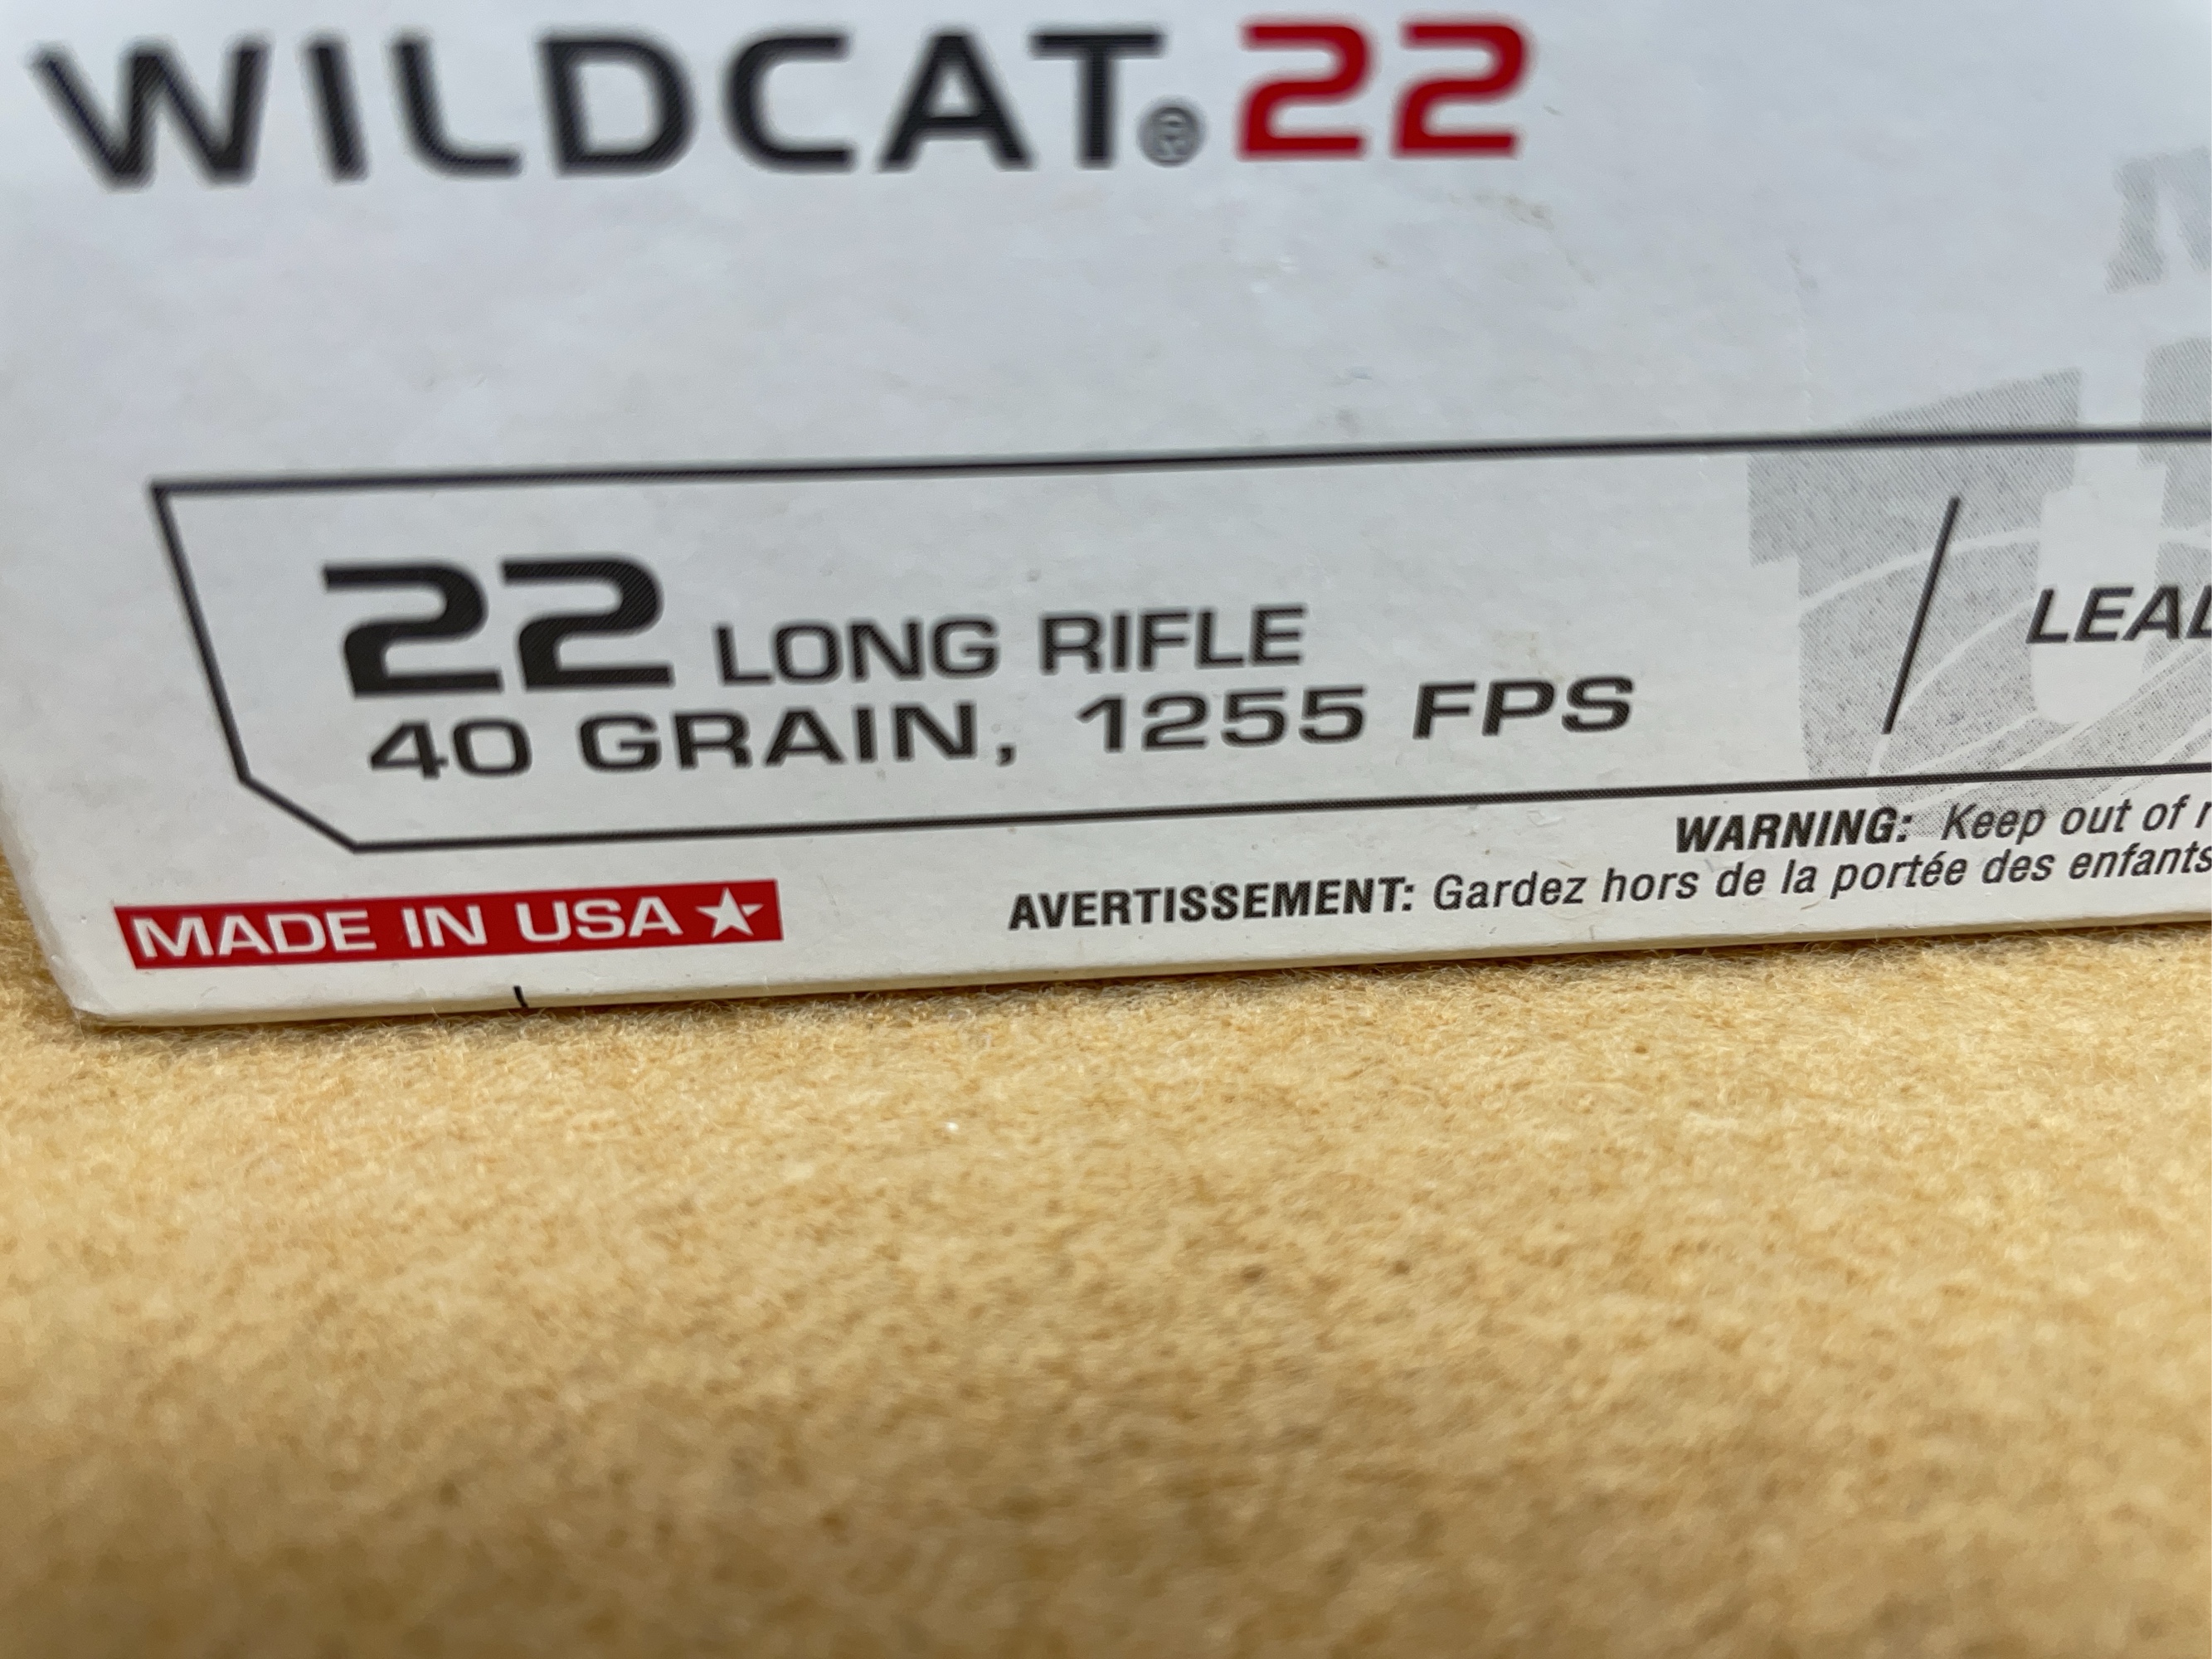 WILDCAT® 22
22 LONG RIFLE
40 GRAIN, 1255 FPS
WARNING: Keep out of
AVERTISSEMENT: Gardez hors de la portée des enfants
MADE IN USA